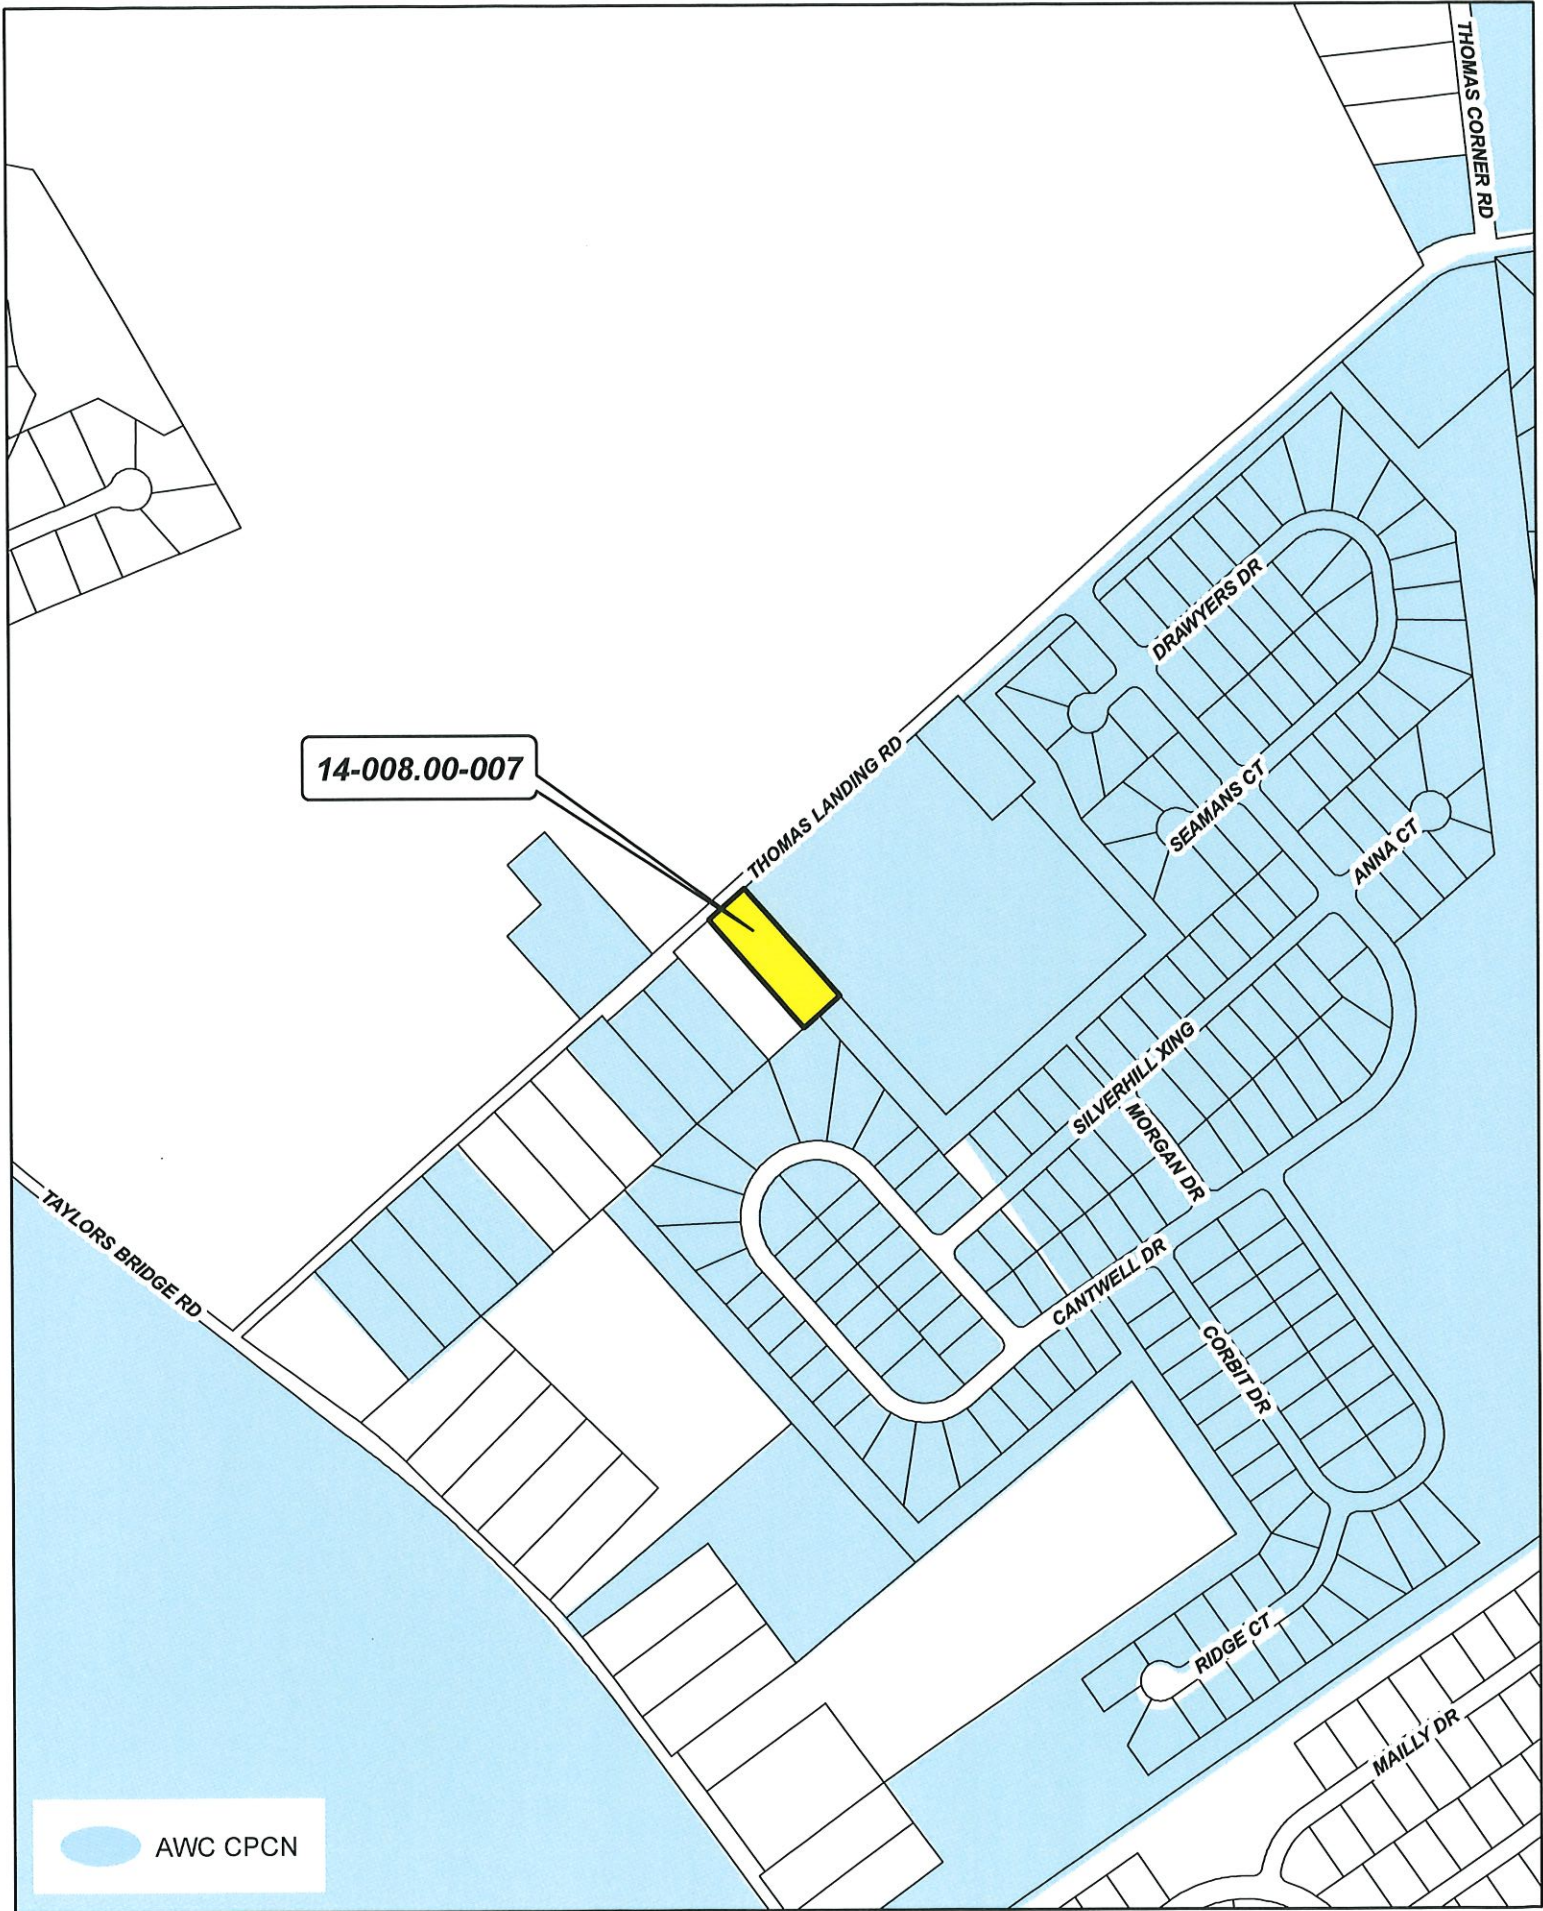 THOMAS CORNER RD
DRAWYERS DR
14-008.00-007
THOMAS LANDING RD
SEAMANS CT
ANNA CT
SILVERHILL XING
MORGAN DR
TAYLORS BRIDGE RD
CANTWELL DR
CORBIT DR
RIDGE CT
MAILLY DR
AWC CPCN